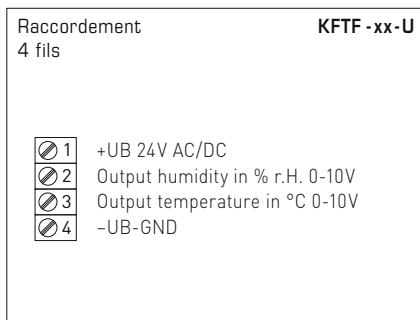 Raccordement KFTF-xx-U
4 fils
1 +UB 24V AC/DC
2 Output humidity in % r.H. 0-10V
3 Output temperature in °C 0-10V
4 –UB-GND